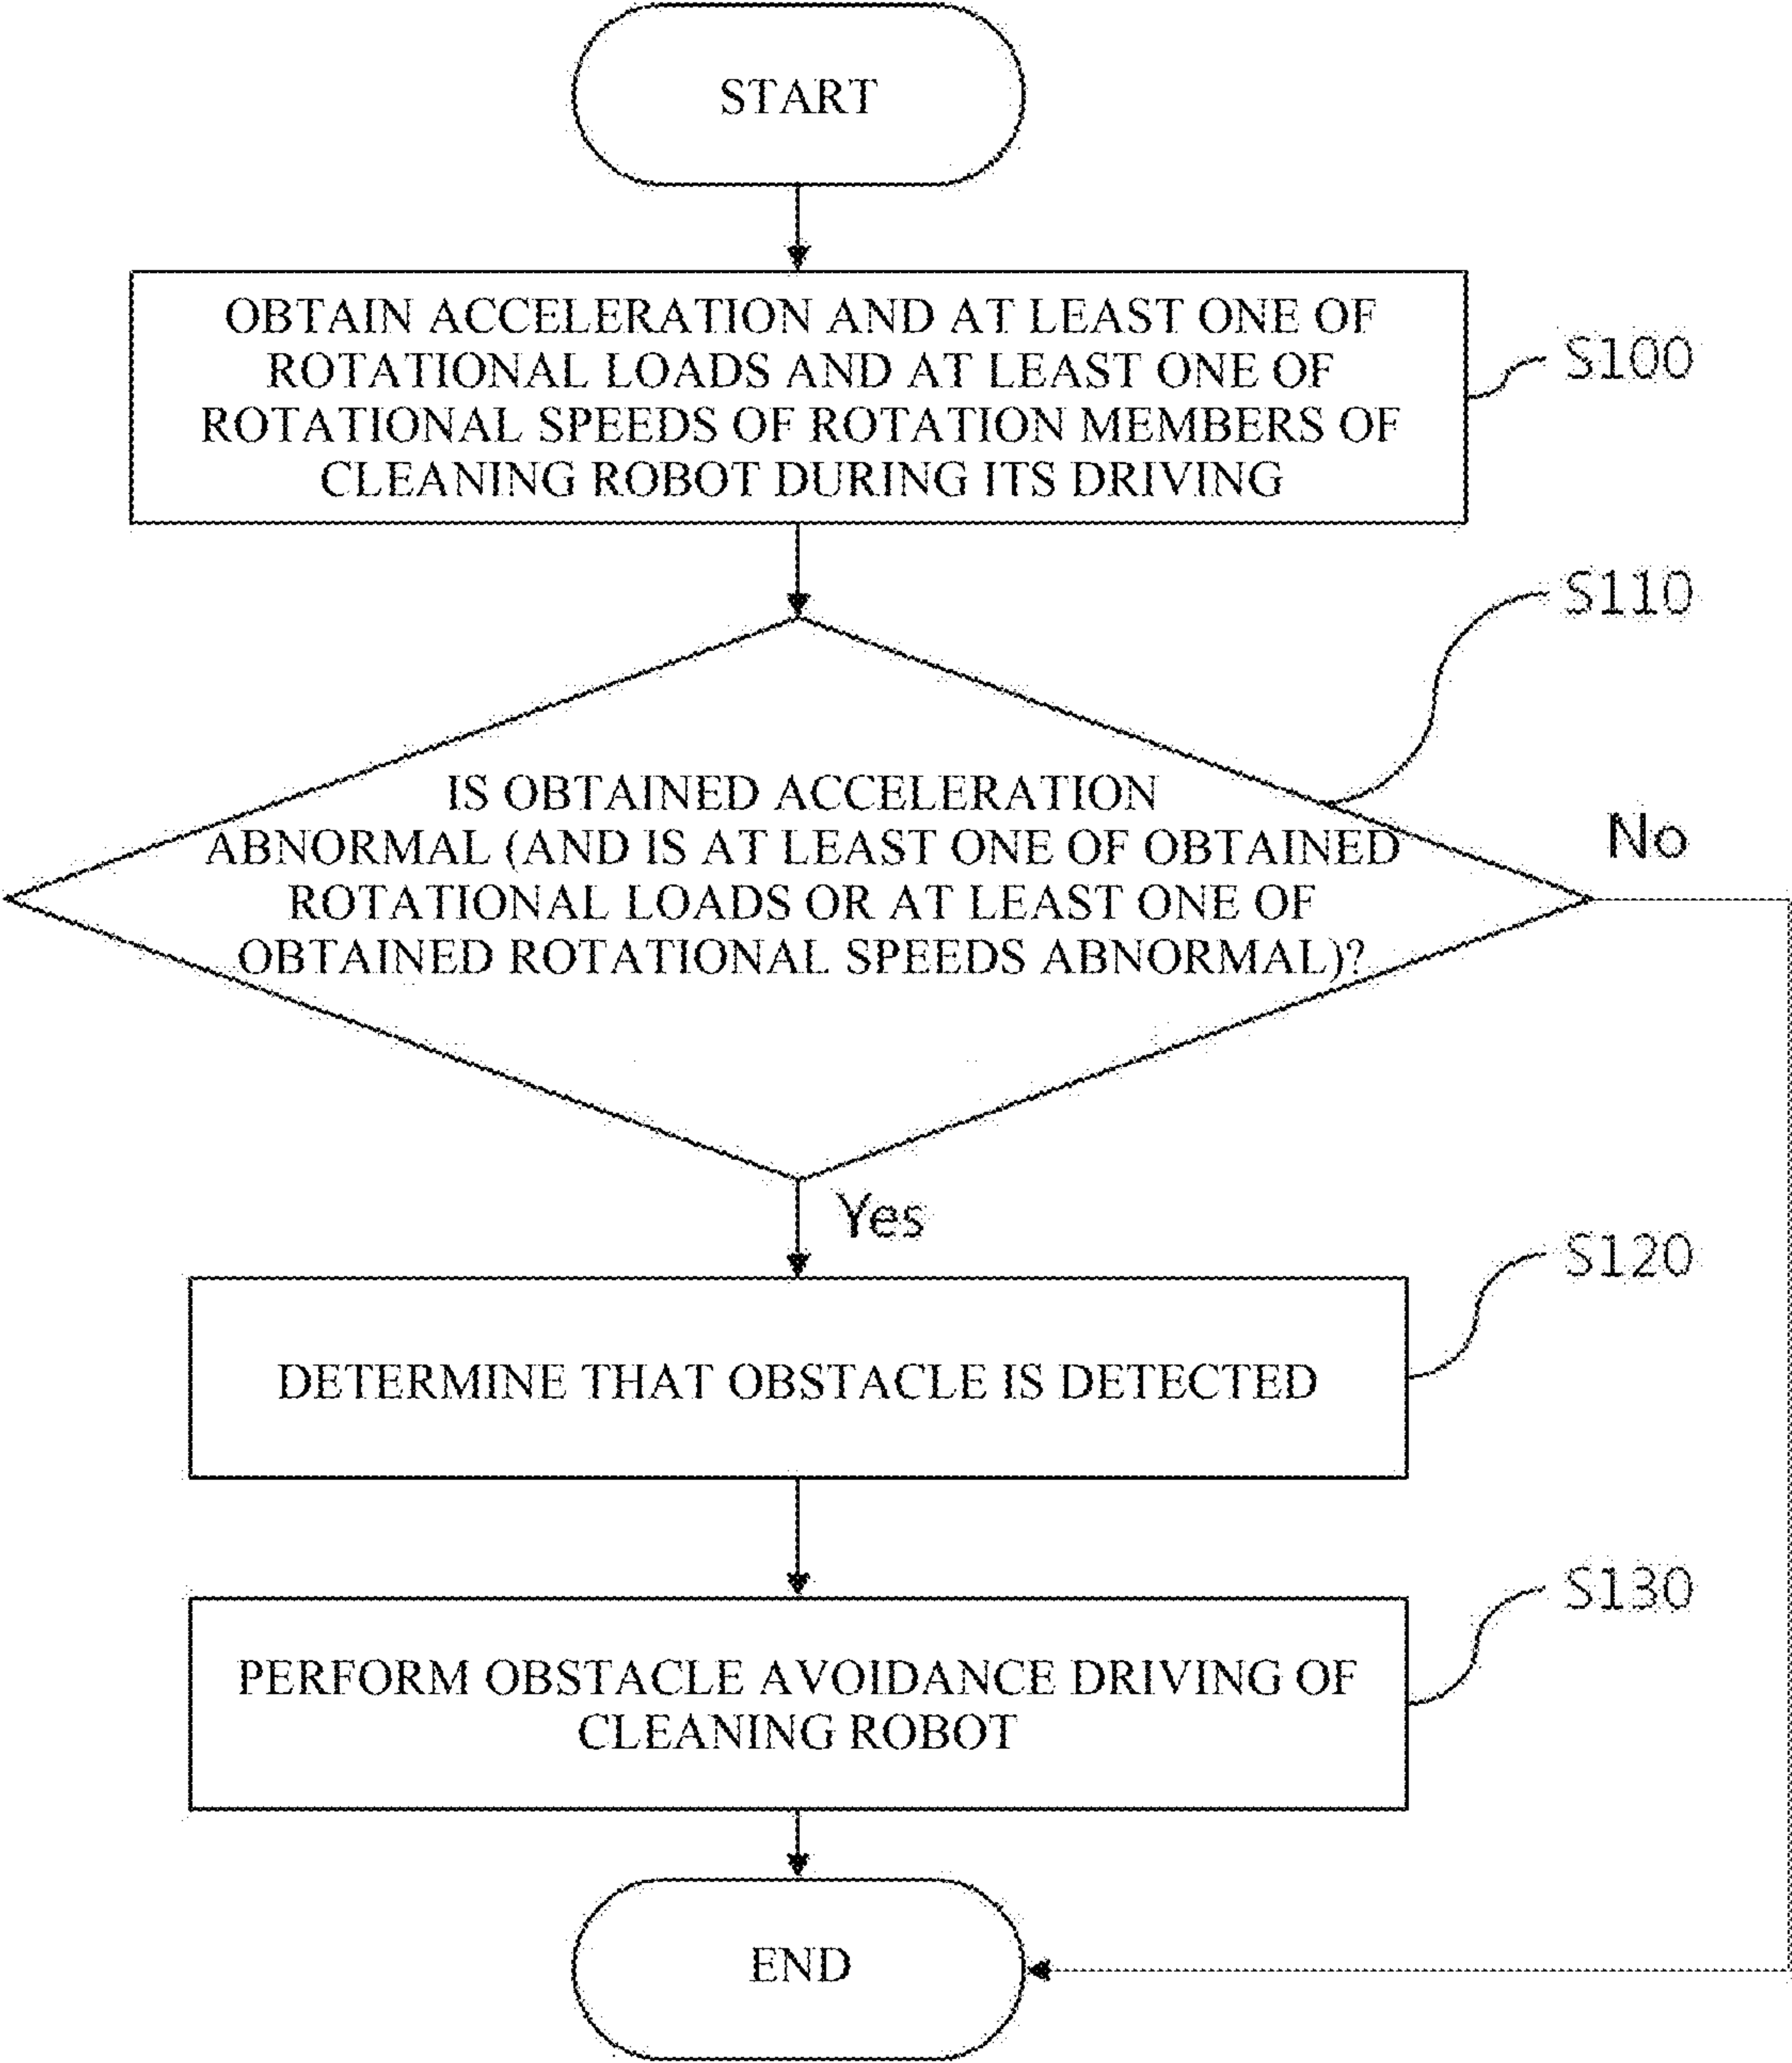 START
OBTAIN ACCELERATION AND AT LEAST ONE OF
ROTATIONAL LOADS AND AT LEAST ONE OF
ROTATIONAL SPEEDS OF ROTATION MEMBERS OF
CLEANING ROBOT DURING ITS DRIVING
S100
S110
IS OBTAINED ACCELERATION
ABNORMAL (AND IS AT LEAST ONE OF OBTAINED
ROTATIONAL LOADS OR AT LEAST ONE OF
OBTAINED ROTATIONAL SPEEDS ABNORMAL)?
No
Yes
S120
DETERMINE THAT OBSTACLE IS DETECTED
S130
PERFORM OBSTACLE AVOIDANCE DRIVING OF
CLEANING ROBOT
END